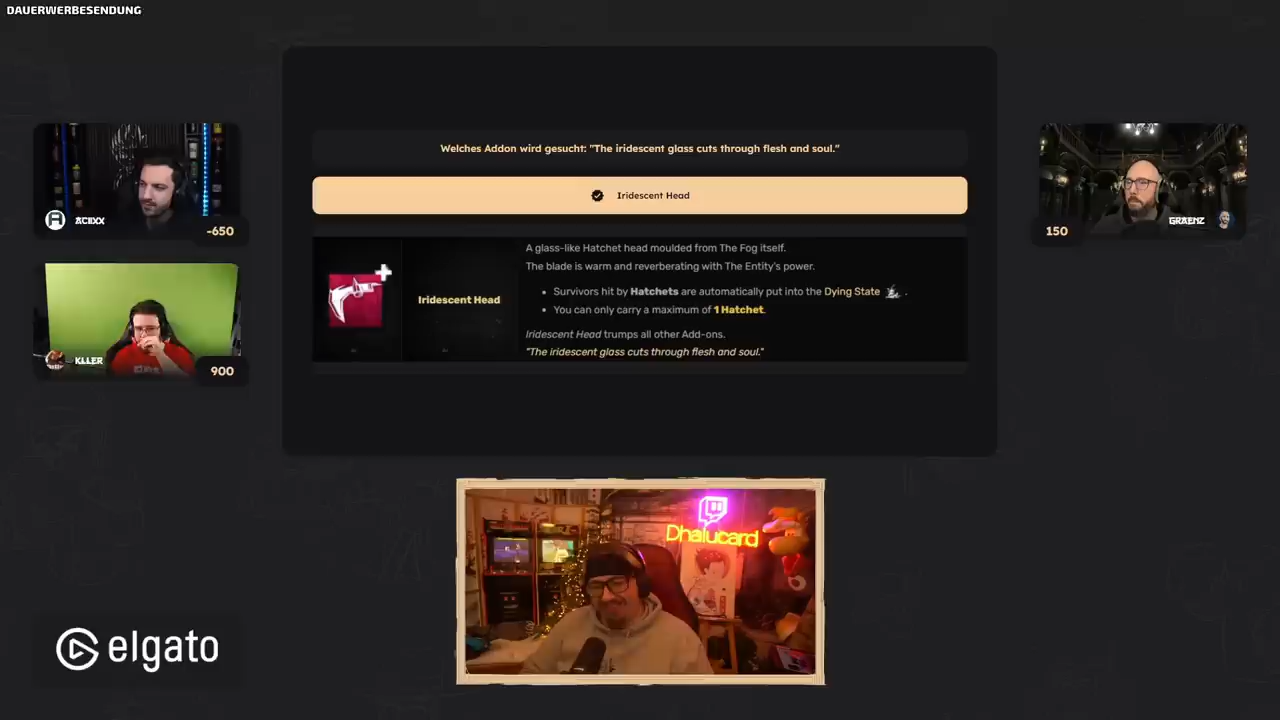 DAUERWERBESENDUNG
Welches Addon wird gesucht: "The iridescent glass cuts through flesh and soul."
Iridescent Head
A glass-like Hatchet head moulded from The Fog itself.
The blade is warm and reverberating with The Entity's power.
Iridescent Head
• Survivors hit by Hatchets are automatically put into the Dying State .
• You can only carry a maximum of 1 Hatchet.
Iridescent Head trumps all other Add-ons.
"The iridescent glass cuts through flesh and soul."
ACIIXX
-650
KLLER
900
GRAENZ
150
Dhalucard
elgato